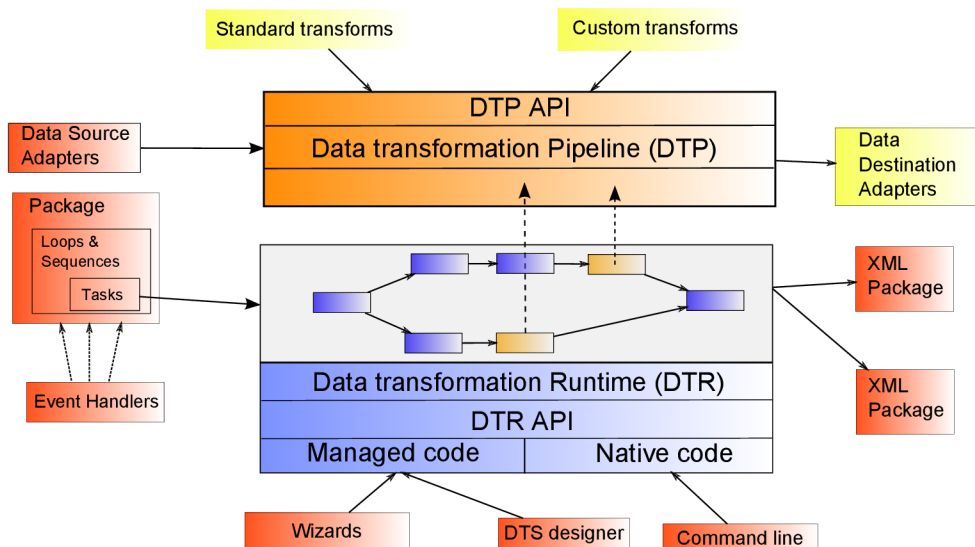 Standard transforms
Custom transforms
DTP API
Data transformation Pipeline (DTP)
Data Source
Adapters
Data
Destination
Adapters
Package
Loops &
Sequences
Tasks
Event Handlers
XML
Package
XML
Package
Data transformation Runtime (DTR)
DTR API
Managed code
Native code
Wizards
DTS designer
Command line